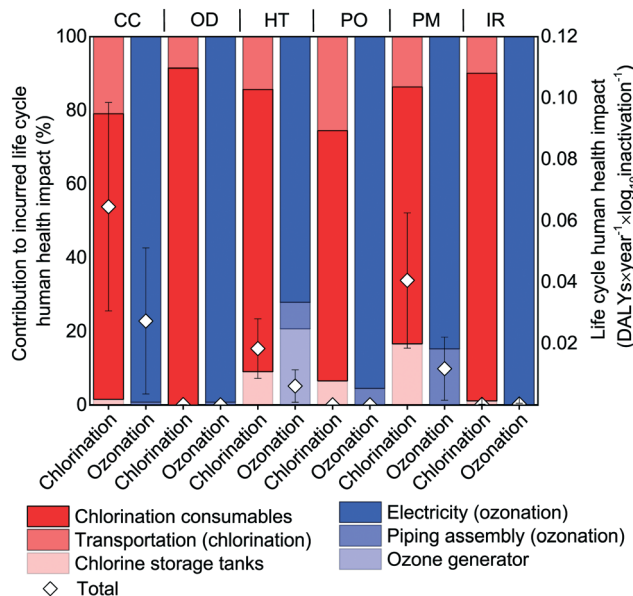 CC OD HT PO PM IR
Contribution to incurred life cycle
human health impact (%)
100
80
60
40
20
0
0.12
0.10
0.08
0.06
0.04
0.02
Life cycle human health impact
(DALYs×year⁻¹×log₁₀inactivation⁻¹)
Chlorination
Ozonation
Chlorination
Ozonation
Chlorination
Ozonation
Chlorination
Ozonation
Chlorination
Ozonation
Chlorination
Ozonation
Chlorination consumables
Transportation (chlorination)
Chlorine storage tanks
Total
Electricity (ozonation)
Piping assembly (ozonation)
Ozone generator